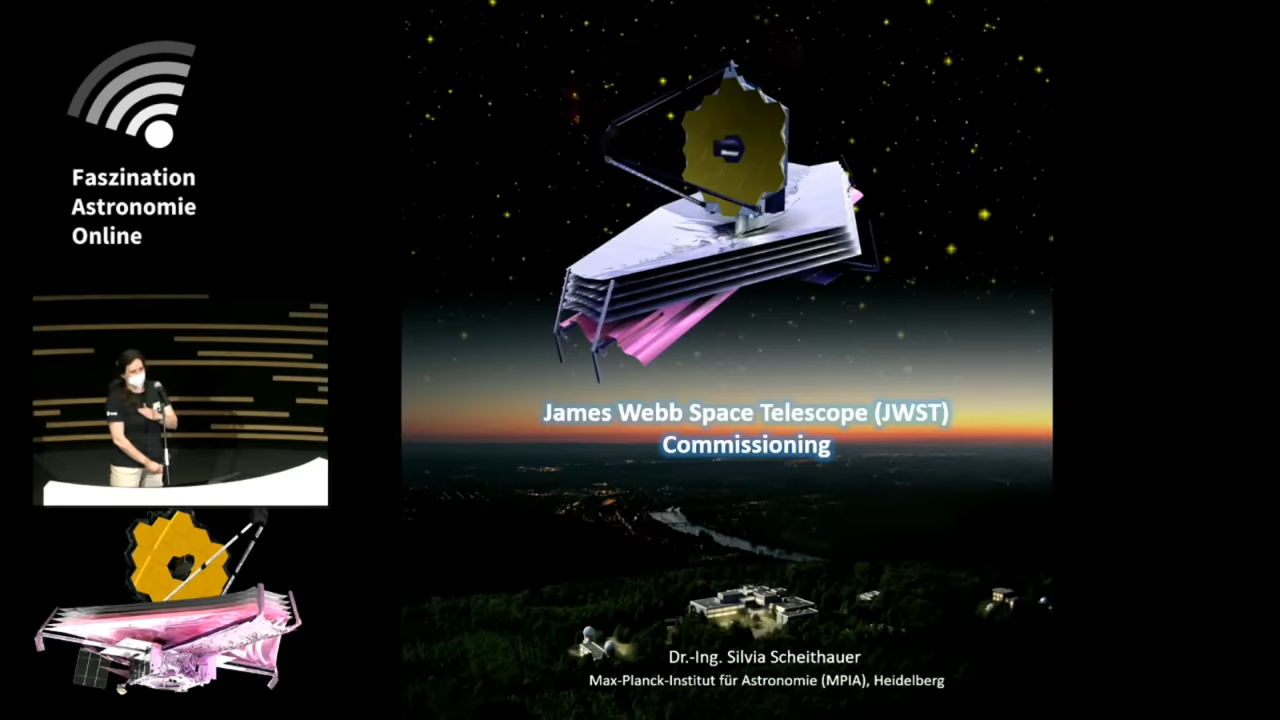 Faszination
Astronomie
Online
James Webb Space Telescope (JWST)
Commissioning
Dr.-Ing. Silvia Scheithauer
Max-Planck-Institut für Astronomie (MPIA), Heidelberg